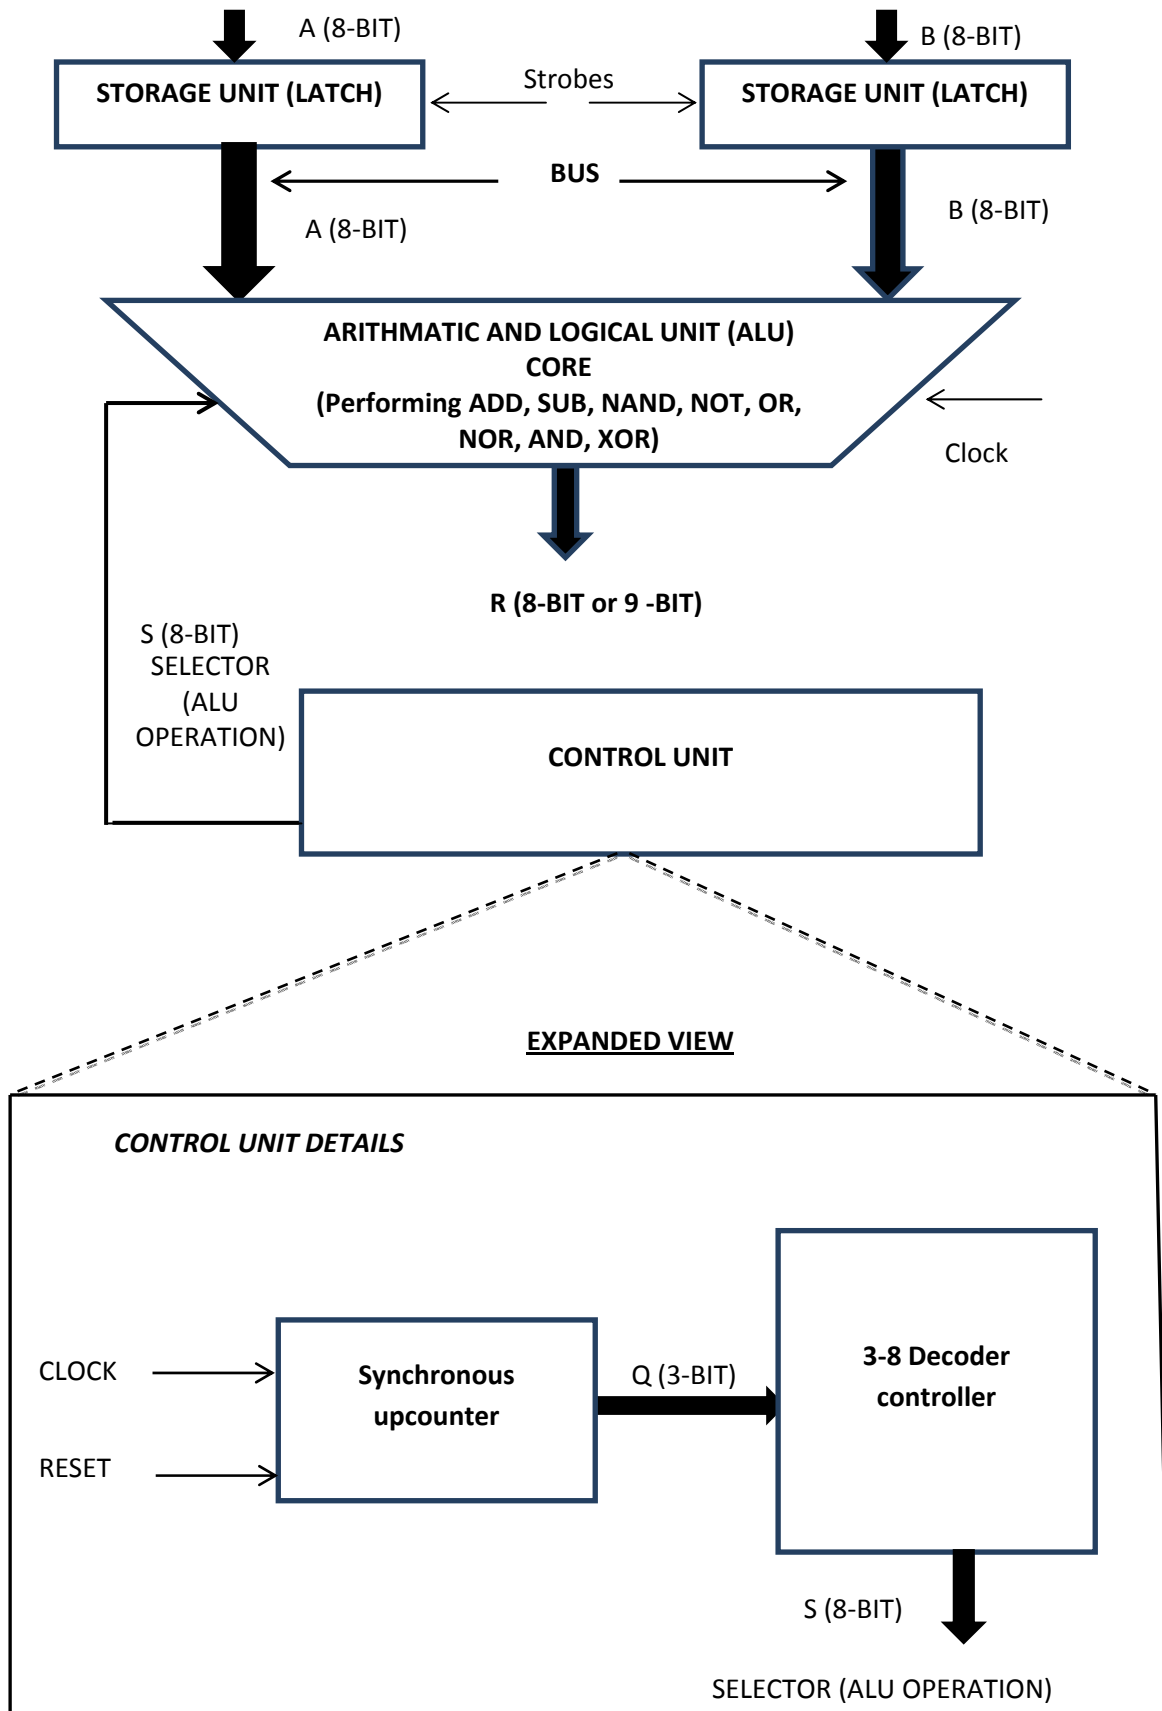 A (8-BIT)
B (8-BIT)
STORAGE UNIT (LATCH)
Strobes
STORAGE UNIT (LATCH)
BUS
A (8-BIT)
B (8-BIT)
ARITHMATIC AND LOGICAL UNIT (ALU)
CORE
(Performing ADD, SUB, NAND, NOT, OR,
NOR, AND, XOR)
Clock
R (8-BIT or 9 -BIT)
S (8-BIT)
SELECTOR
(ALU
OPERATION)
CONTROL UNIT
EXPANDED VIEW
CONTROL UNIT DETAILS
CLOCK
RESET
Synchronous
upcounter
Q (3-BIT)
3-8 Decoder
controller
S (8-BIT)
SELECTOR (ALU OPERATION)